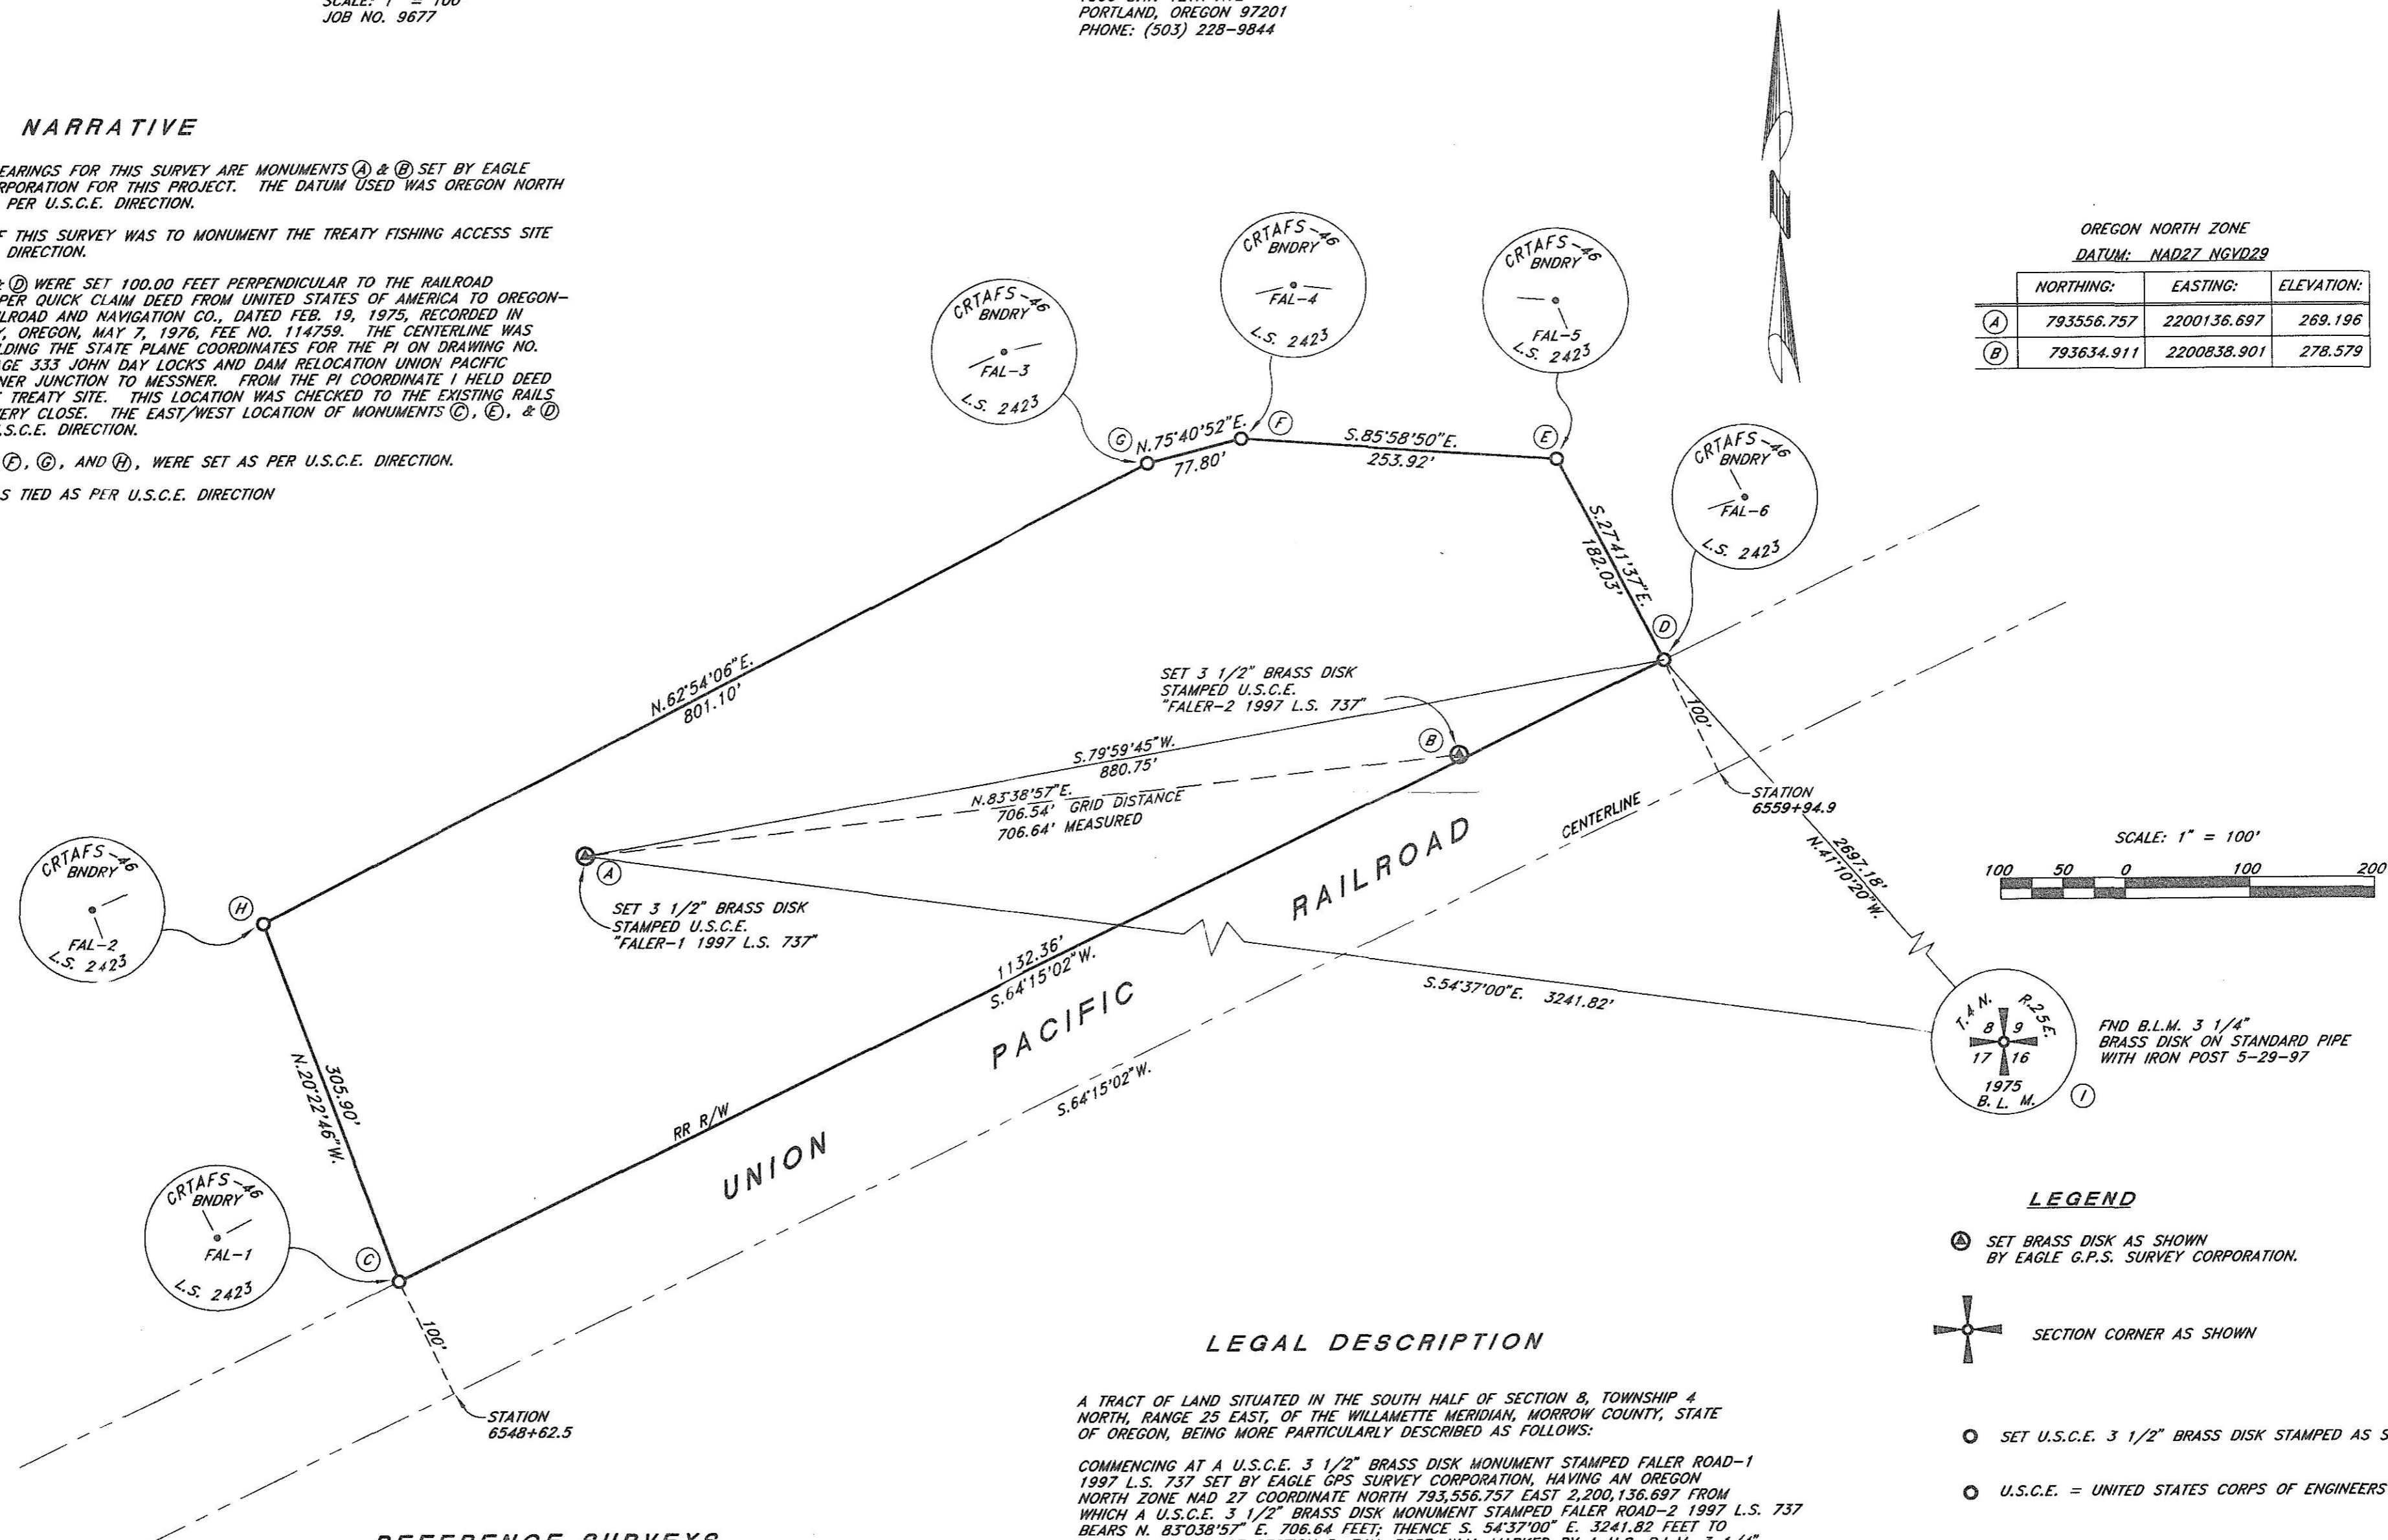 SCALE: 1" = 100'
JOB NO. 9677
PORTLAND, OREGON 97201
PHONE: (503) 228-9844
NARRATIVE
EARINGS FOR THIS SURVEY ARE MONUMENTS (A) & (B) SET BY EAGLE
RPORATION FOR THIS PROJECT. THE DATUM USED WAS OREGON NORTH
PER U.S.C.E. DIRECTION.
F THIS SURVEY WAS TO MONUMENT THE TREATY FISHING ACCESS SITE
DIRECTION.
& (D) WERE SET 100.00 FEET PERPENDICULAR TO THE RAILROAD
PER QUICK CLAIM DEED FROM UNITED STATES OF AMERICA TO OREGON-
LROAD AND NAVIGATION CO., DATED FEB. 19, 1975, RECORDED IN
Y, OREGON, MAY 7, 1976, FEE NO. 114759. THE CENTERLINE WAS
LDING THE STATE PLANE COORDINATES FOR THE PI ON DRAWING NO.
AGE 333 JOHN DAY LOCKS AND DAM RELOCATION UNION PACIFIC
NER JUNCTION TO MESSNER. FROM THE PI COORDINATE I HELD DEED
TREATY SITE. THIS LOCATION WAS CHECKED TO THE EXISTING RAILS
ERY CLOSE. THE EAST/WEST LOCATION OF MONUMENTS (C), (E), & (D)
.S.C.E. DIRECTION.
(F), (G), AND (H), WERE SET AS PER U.S.C.E. DIRECTION.
S TIED AS PER U.S.C.E. DIRECTION
OREGON NORTH ZONE
DATUM: NAD27 NGVD29
NORTHING: EASTING: ELEVATION:
(A) 793556.757 2200136.697 269.196
(B) 793634.911 2200838.901 278.579
CRTAFS-46
BNDRY
FAL-3
L.S. 2423
CRTAFS-46
BNDRY
FAL-4
L.S. 2423
CRTAFS-46
BNDRY
FAL-5
L.S. 2423
CRTAFS-46
BNDRY
FAL-6
L.S. 2423
G
N.75°40'52"E.
77.80'
F
S.85°58'50"E.
253.92'
E
S.27°41'37"E.
182.03'
D
N.62°54'06"E.
801.10'
SET 3 1/2" BRASS DISK
STAMPED U.S.C.E.
"FALER-2 1997 L.S. 737"
B
S.79°59'45"W.
880.75'
N.83°38'57"E.
706.54' GRID DISTANCE
706.64' MEASURED
A
SET 3 1/2" BRASS DISK
STAMPED U.S.C.E.
"FALER-1 1997 L.S. 737"
100'
STATION
6559+94.9
CENTERLINE
2697.18'
N.41°10'20"W.
SCALE: 1" = 100'
100 50 0 100 200
CRTAFS-46
BNDRY
FAL-2
L.S. 2423
H
305.90'
N.20°22'46"W.
1132.36'
S.64°15'02"W.
S.54°37'00"E. 3241.82'
UNION PACIFIC RAILROAD
S.64°15'02"W.
RR R/W
T.4 N. R.25E.
8 9
17 16
1975
B. L. M.
I
FND B.L.M. 3 1/4"
BRASS DISK ON STANDARD PIPE
WITH IRON POST 5-29-97
CRTAFS-46
BNDRY
FAL-1
L.S. 2423
C
100'
STATION
6548+62.5
LEGEND
SET BRASS DISK AS SHOWN
BY EAGLE G.P.S. SURVEY CORPORATION.
SECTION CORNER AS SHOWN
SET U.S.C.E. 3 1/2" BRASS DISK STAMPED AS S
U.S.C.E. = UNITED STATES CORPS OF ENGINEERS
LEGAL DESCRIPTION
A TRACT OF LAND SITUATED IN THE SOUTH HALF OF SECTION 8, TOWNSHIP 4
NORTH, RANGE 25 EAST, OF THE WILLAMETTE MERIDIAN, MORROW COUNTY, STATE
OF OREGON, BEING MORE PARTICULARLY DESCRIBED AS FOLLOWS:
COMMENCING AT A U.S.C.E. 3 1/2" BRASS DISK MONUMENT STAMPED FALER ROAD-1
1997 L.S. 737 SET BY EAGLE GPS SURVEY CORPORATION, HAVING AN OREGON
NORTH ZONE NAD 27 COORDINATE NORTH 793,556.757 EAST 2,200,136.697 FROM
WHICH A U.S.C.E. 3 1/2" BRASS DISK MONUMENT STAMPED FALER ROAD-2 1997 L.S. 737
BEARS N. 83°038'57" E. 706.64 FEET; THENCE S. 54°37'00" E. 3241.82 FEET TO
REFERENCE SURVEYS